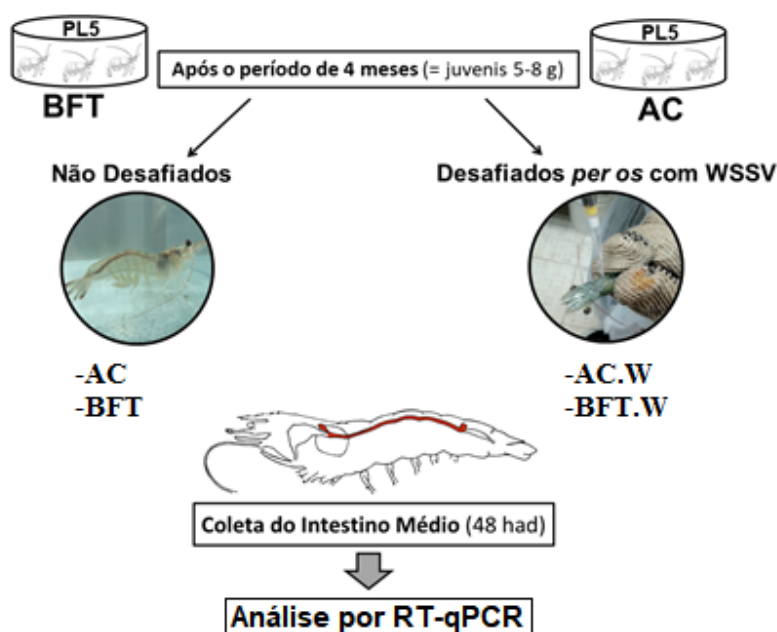 PL5
BFT
Após o período de 4 meses (= juvenis 5-8 g)
PL5
AC
Não Desafiados
Desafiados per os com WSSV
-AC
-BFT
-AC.W
-BFT.W
Coleta do Intestino Médio (48 had)
Análise por RT-qPCR